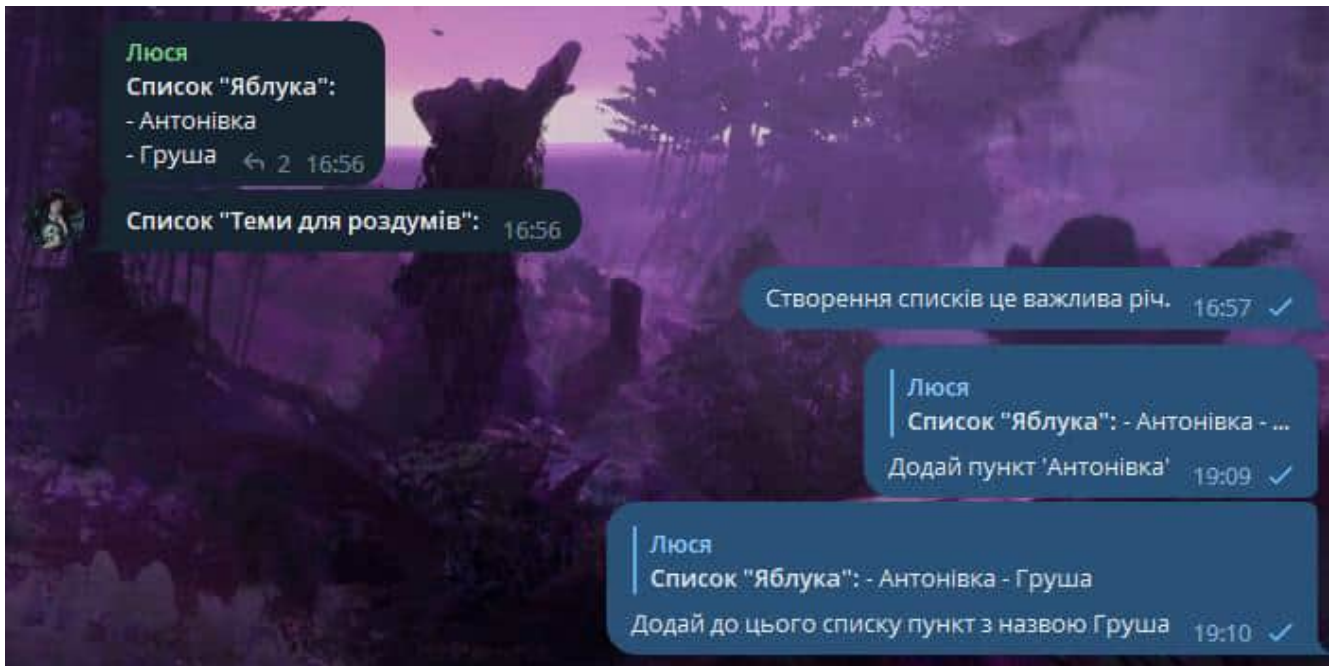 Люся
Список "Яблука":
- Антонівка
- Груша 2 16:56
Список "Теми для роздумів": 16:56
Створення списків це важлива річ. 16:57
Люся
Список "Яблука": - Антонівка - ...
Додай пункт 'Антонівка' 19:09
Люся
Список "Яблука": - Антонівка - Груша
Додай до цього списку пункт з назвою Груша 19:10